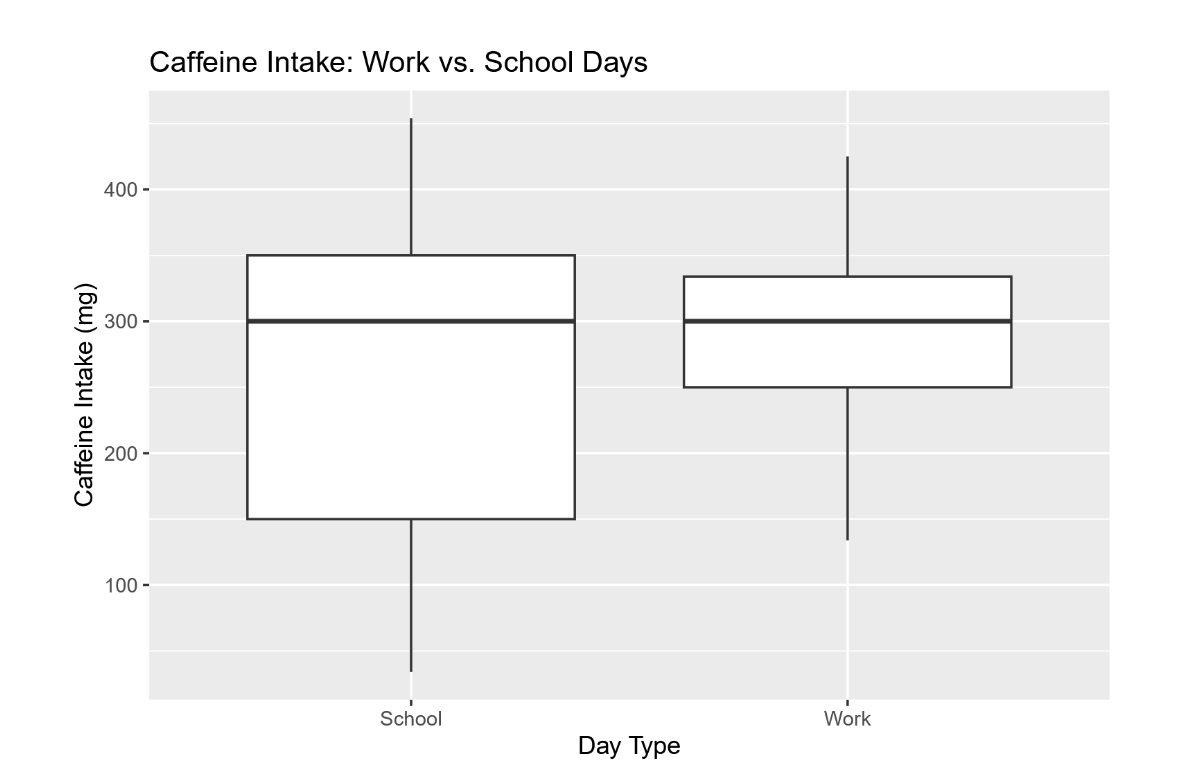 Caffeine Intake: Work vs. School Days
Caffeine Intake (mg)
400
300
200
100
School
Work
Day Type